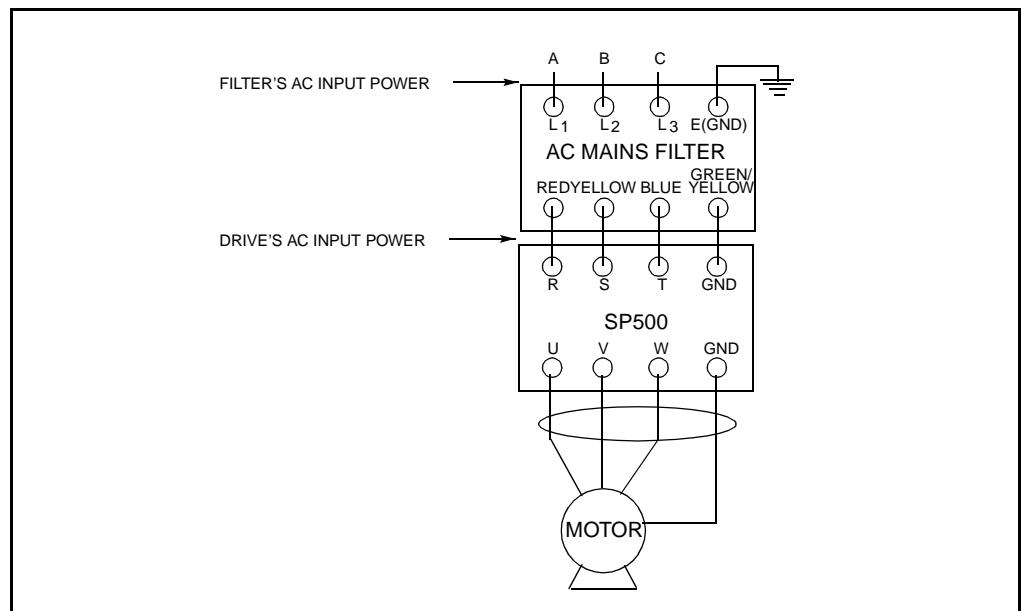 A B C
FILTER'S AC INPUT POWER
L1 L2 L3 E(GND)
AC MAINS FILTER
GREEN/
RED YELLOW BLUE YELLOW
DRIVE'S AC INPUT POWER
R S T GND
SP500
U V W GND
MOTOR